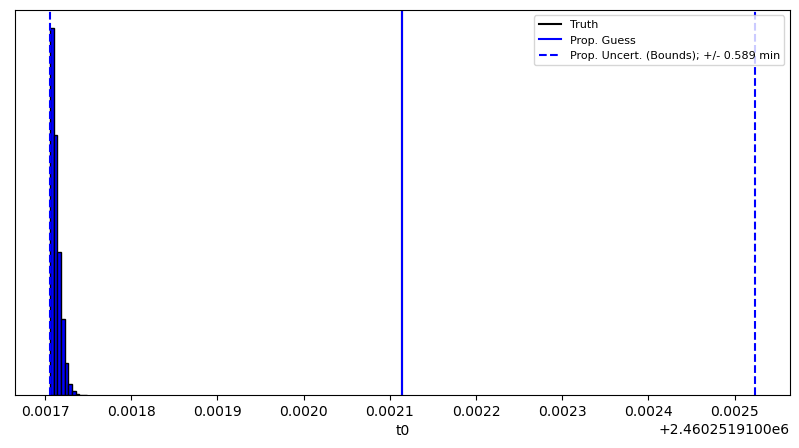 Truth
Prop. Guess
Prop. Uncert. (Bounds); +/- 0.589 min
0.0017 0.0018 0.0019 0.0020 0.0021 0.0022 0.0023 0.0024 0.0025
t0 +2.4602519100e6